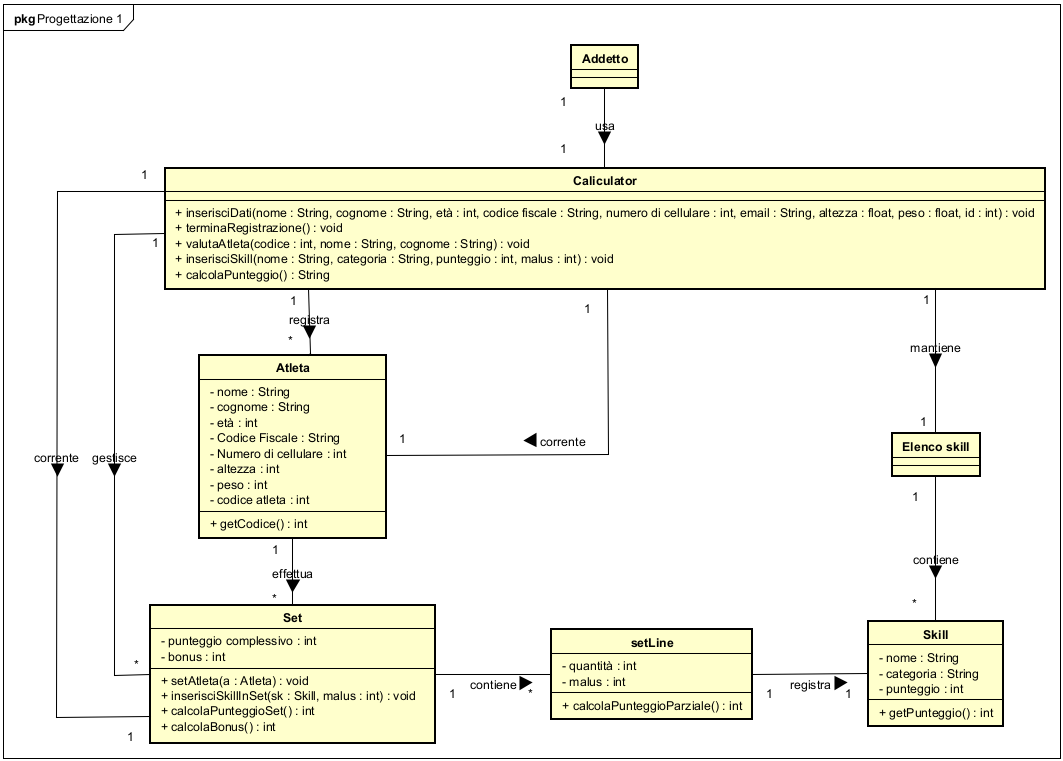 pkg Progettazione 1
Addetto
1
usa
1
1
Caliculator
+ inserisciDati(nome : String, cognome : String, età : int, codice fiscale : String, numero di cellulare : int, email : String, altezza : float, peso : float, id : int) : void
+ terminaRegistrazione() : void
+ valutaAtleta(codice : int, nome : String, cognome : String) : void
+ inserisciSkill(nome : String, categoria : String, punteggio : int, malus : int) : void
+ calcolaPunteggio() : String
1
1
registra
*
1
1
mantiene
1
Atleta
- nome : String
- cognome : String
- età : int
- Codice Fiscale : String
- Numero di cellulare : int
- altezza : int
- peso : int
- codice atleta : int
+ getCodice() : int
1
corrente
Elenco skill
corrente
gestisce
1
contiene
*
1
effettua
*
Set
- punteggio complessivo : int
- bonus : int
+ setAtleta(a : Atleta) : void
+ inserisciSkillInSet(sk : Skill, malus : int) : void
+ calcolaPunteggioSet() : int
+ calcolaBonus() : int
*
1
1
contiene
*
setLine
- quantità : int
- malus : int
+ calcolaPunteggioParziale() : int
1
registra
1
Skill
- nome : String
- categoria : String
- punteggio : int
+ getPunteggio() : int